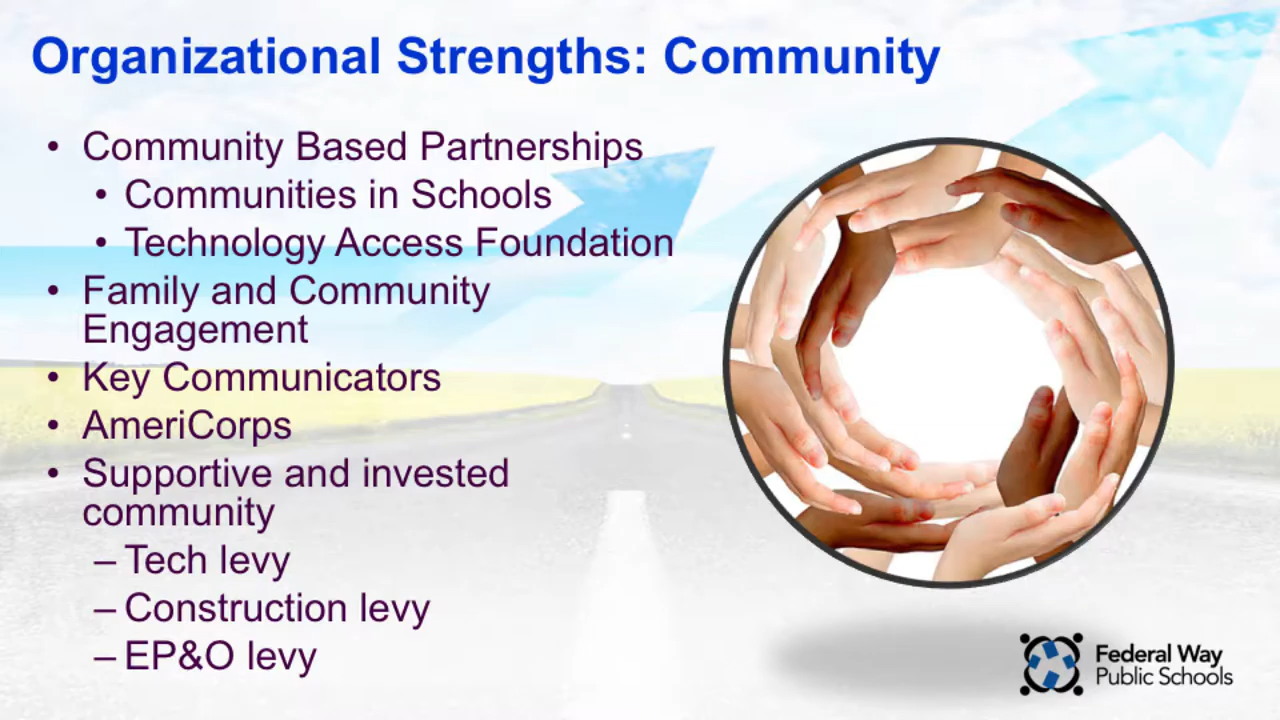 Organizational Strengths: Community
• Community Based Partnerships
• Communities in Schools
• Technology Access Foundation
• Family and Community
Engagement
• Key Communicators
• AmeriCorps
• Supportive and invested
community
– Tech levy
– Construction levy
– EP&O levy
Federal Way
Public Schools